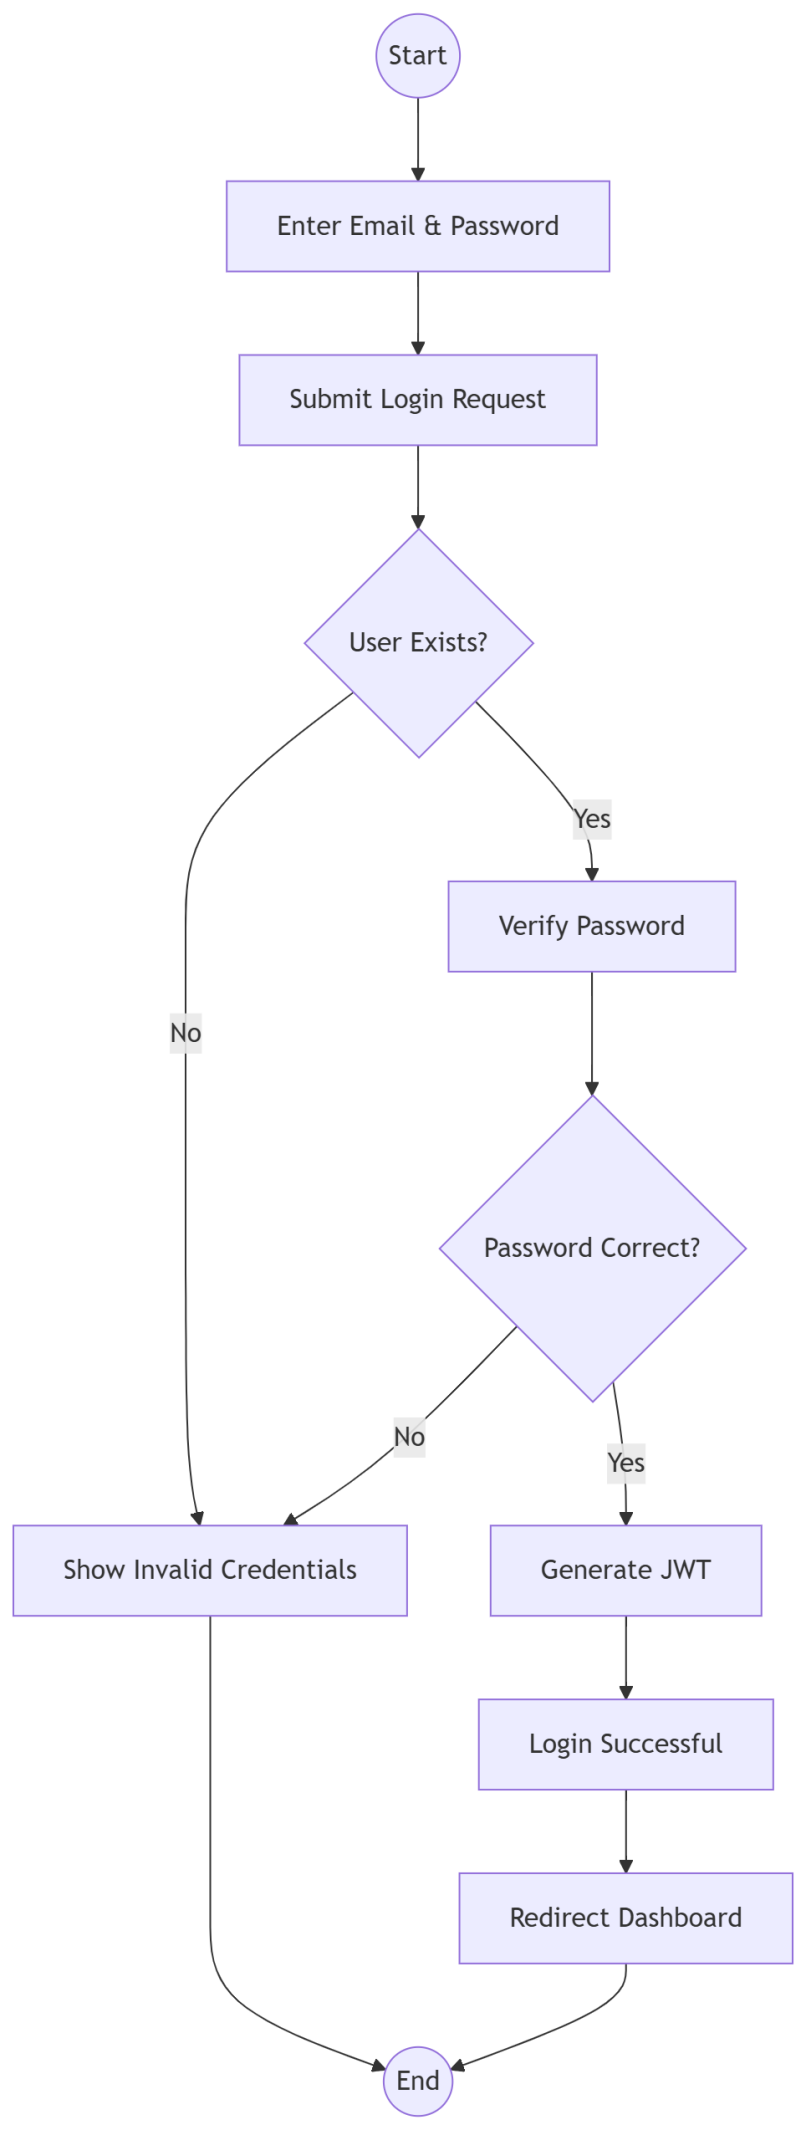 Start
Enter Email & Password
Submit Login Request
User Exists?
Yes
Verify Password
No
Password Correct?
No
Yes
Show Invalid Credentials
Generate JWT
Login Successful
Redirect Dashboard
End